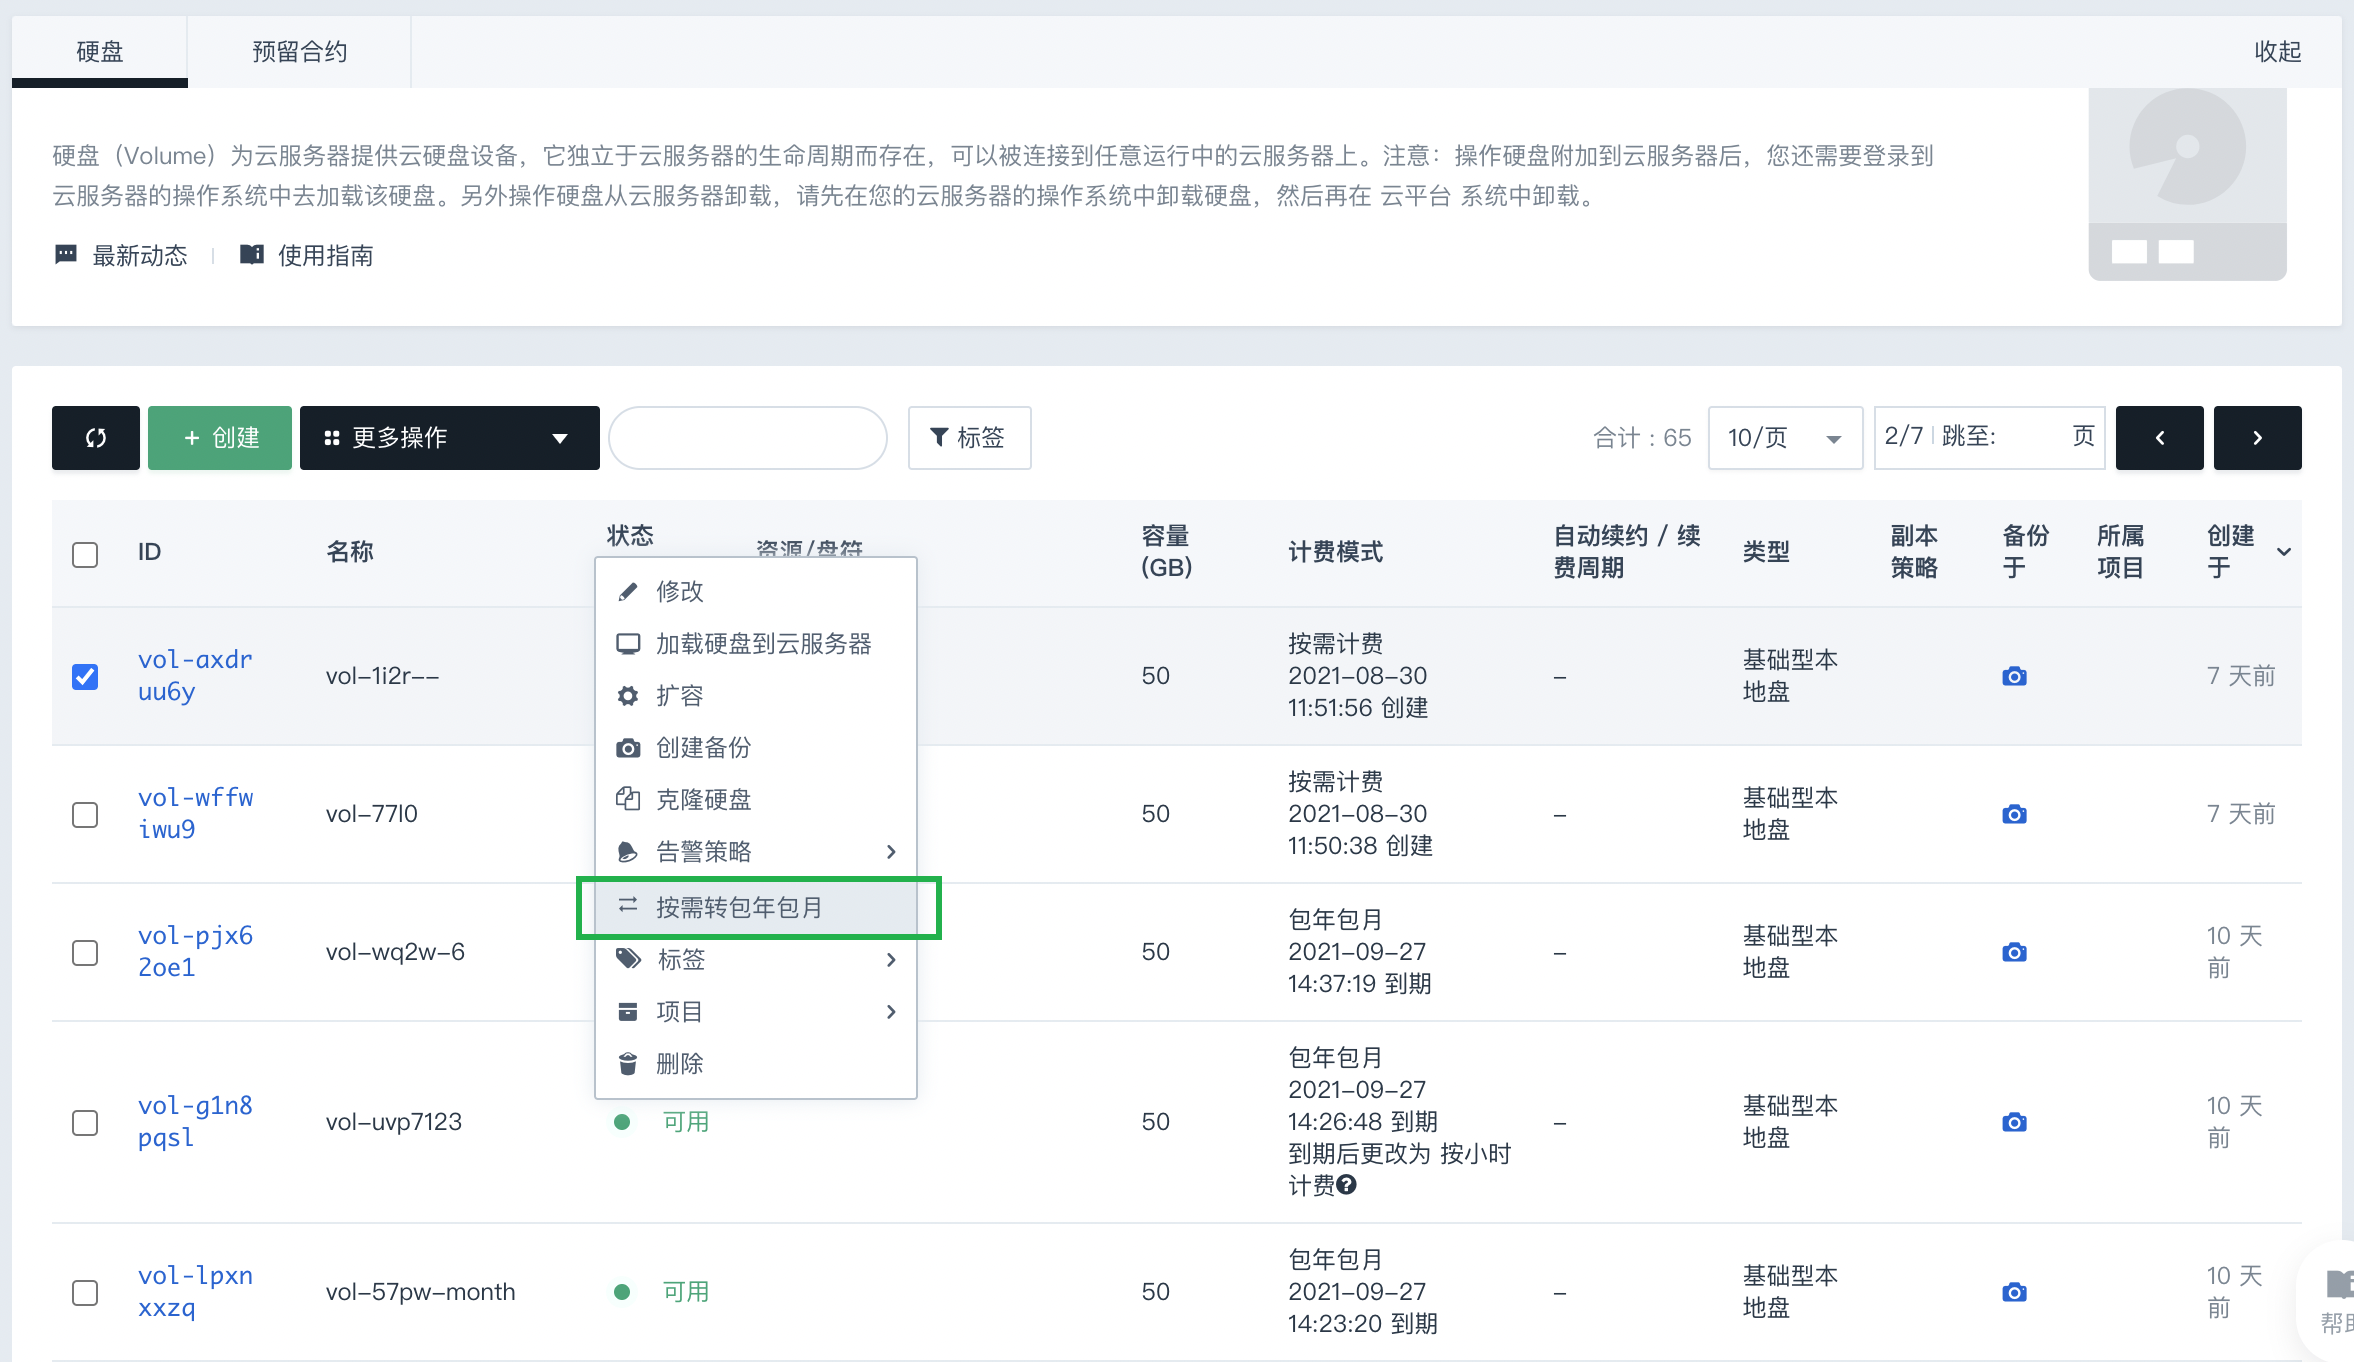 硬盘
预留合约
收起
硬盘（Volume）为云服务器提供云硬盘设备，它独立于云服务器的生命周期而存在，可以被连接到任意运行中的云服务器上。注意：操作硬盘附加到云服务器后，您还需要登录到
云服务器的操作系统中去加载该硬盘。另外操作硬盘从云服务器卸载，请先在您的云服务器的操作系统中卸载硬盘，然后再在 云平台 系统中卸载。
最新动态
使用指南
+ 创建
更多操作
标签
合计 : 65
10/页
2/7
跳至:
页
ID
名称
状态
资源/盘符
容量
(GB)
计费模式
自动续约 / 续
费周期
类型
副本
策略
备份
于
所属
项目
创建
于
vol-axdr
uu6y
vol-1i2r--
50
按需计费
2021-08-30
11:51:56 创建
–
基础型本
地盘
7 天前
vol-wffw
iwu9
vol-77l0
50
按需计费
2021-08-30
11:50:38 创建
–
基础型本
地盘
7 天前
vol-pjx6
2oe1
vol-wq2w-6
50
包年包月
2021-09-27
14:37:19 到期
–
基础型本
地盘
10 天
前
vol-g1n8
pqsl
vol-uvp7123
可用
50
包年包月
2021-09-27
14:26:48 到期
到期后更改为 按小时
计费
–
基础型本
地盘
10 天
前
vol-lpxn
xxzq
vol-57pw-month
可用
50
包年包月
2021-09-27
14:23:20 到期
–
基础型本
地盘
10 天
前
修改
加载硬盘到云服务器
扩容
创建备份
克隆硬盘
告警策略
按需转包年包月
标签
项目
删除
帮助